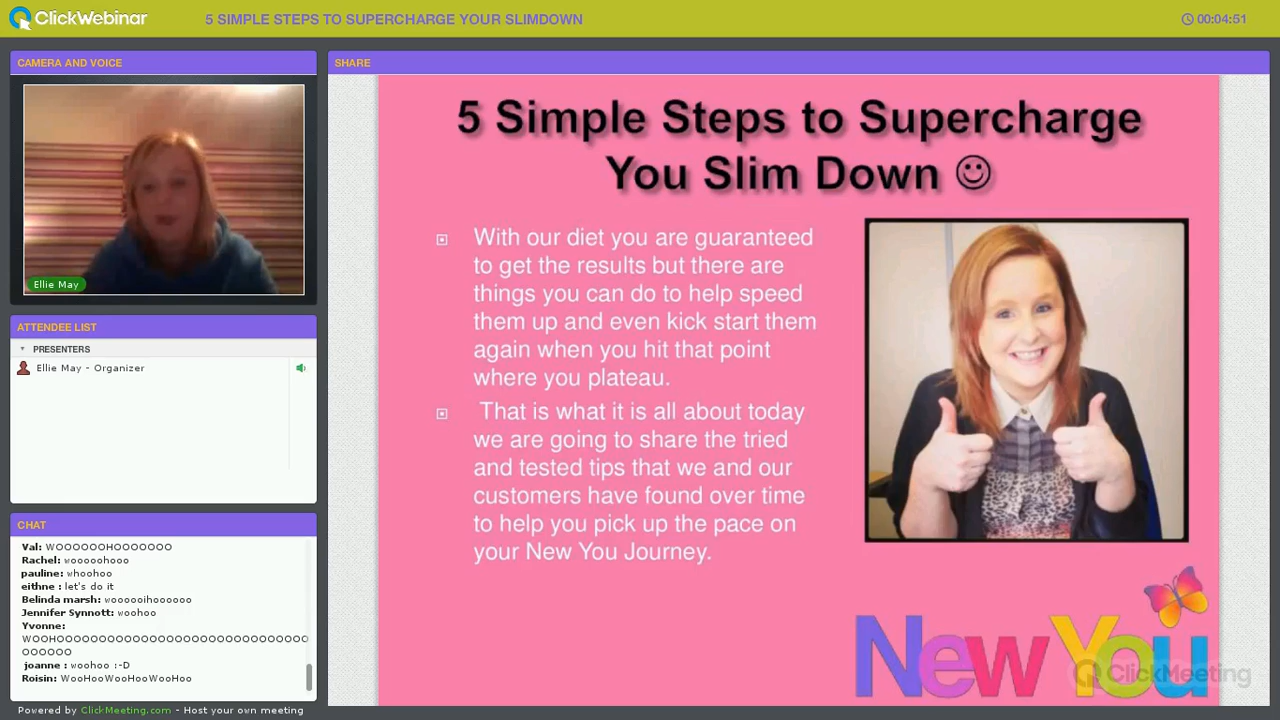 ClickWebinar
5 SIMPLE STEPS TO SUPERCHARGE YOUR SLIMDOWN
00:04:51
CAMERA AND VOICE
Ellie May
ATTENDEE LIST
PRESENTERS
Ellie May - Organizer
CHAT
Val: WOOOOOOHOOOOOOO
Rachel: wooooohooo
pauline: whoohoo
eithne : let's do it
Belinda marsh: woooooihoooooo
Jennifer Synnott: woohoo
Yvonne:
WOOHOOOOOOOOOOOOOOOOOOOOOOOOOOOOO
OOOOOO
joanne : woohoo :-D
Roisin: WooHooWooHooWooHoo
Powered by ClickMeeting.com - Host your own meeting
SHARE
5 Simple Steps to Supercharge
You Slim Down ☺
With our diet you are guaranteed
to get the results but there are
things you can do to help speed
them up and even kick start them
again when you hit that point
where you plateau.
That is what it is all about today
we are going to share the tried
and tested tips that we and our
customers have found over time
to help you pick up the pace on
your New You Journey.
New You
ClickMeeting